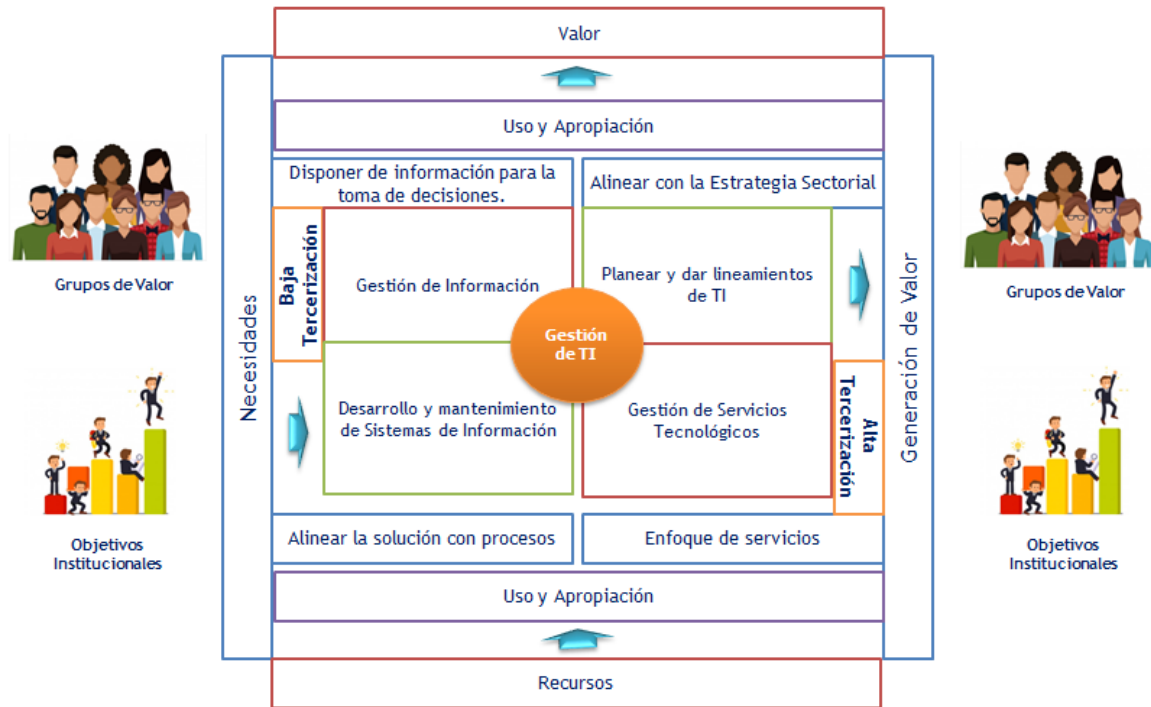 Valor
Uso y Apropiación
Disponer de información para la
toma de decisiones.
Alinear con la Estrategia Sectorial
Grupos de Valor
Necesidades
Baja
Tercerización
Gestión de Información
Planear y dar lineamientos
de TI
Gestión
de TI
Desarrollo y mantenimiento
de Sistemas de Información
Gestión de Servicios
Tecnológicos
Alta
Tercerización
Generación de Valor
Grupos de Valor
Objetivos
Institucionales
Alinear la solución con procesos
Enfoque de servicios
Objetivos
Institucionales
Uso y Apropiación
Recursos